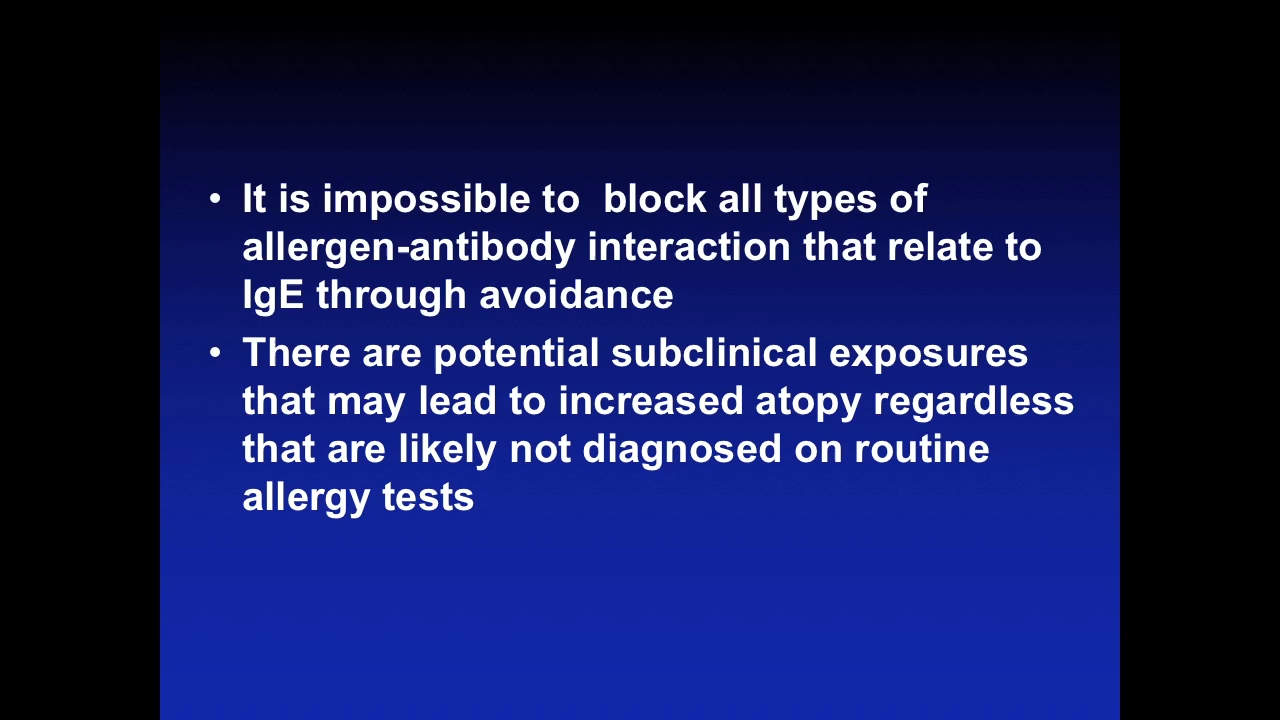 • It is impossible to  block all types of
allergen-antibody interaction that relate to
IgE through avoidance
• There are potential subclinical exposures
that may lead to increased atopy regardless
that are likely not diagnosed on routine
allergy tests